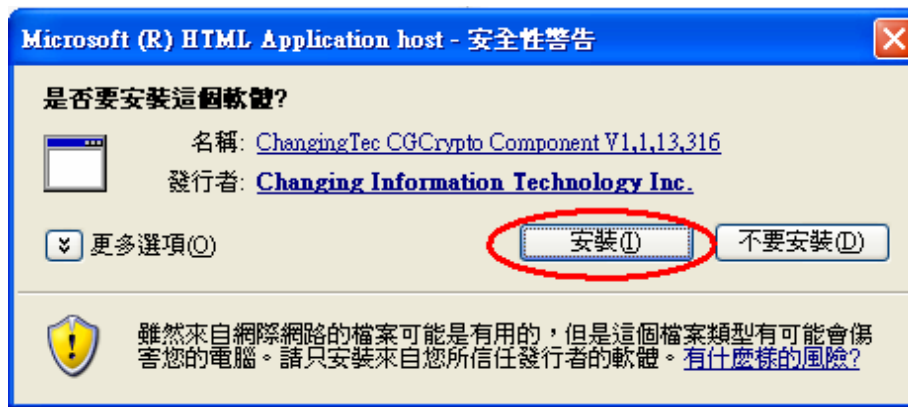 Microsoft (R) HTML Application host - 安全性警告
是否要安裝這個軟體?
名稱: ChangingTec CGCrypto Component V1,1,13,316
發行者: Changing Information Technology Inc.
更多選項(O)
安裝(I)
不要安裝(D)
雖然來自網際網路的檔案可能是有用的，但是這個檔案類型有可能會傷
害您的電腦。請只安裝來自您所信任發行者的軟體。有什麼樣的風險?